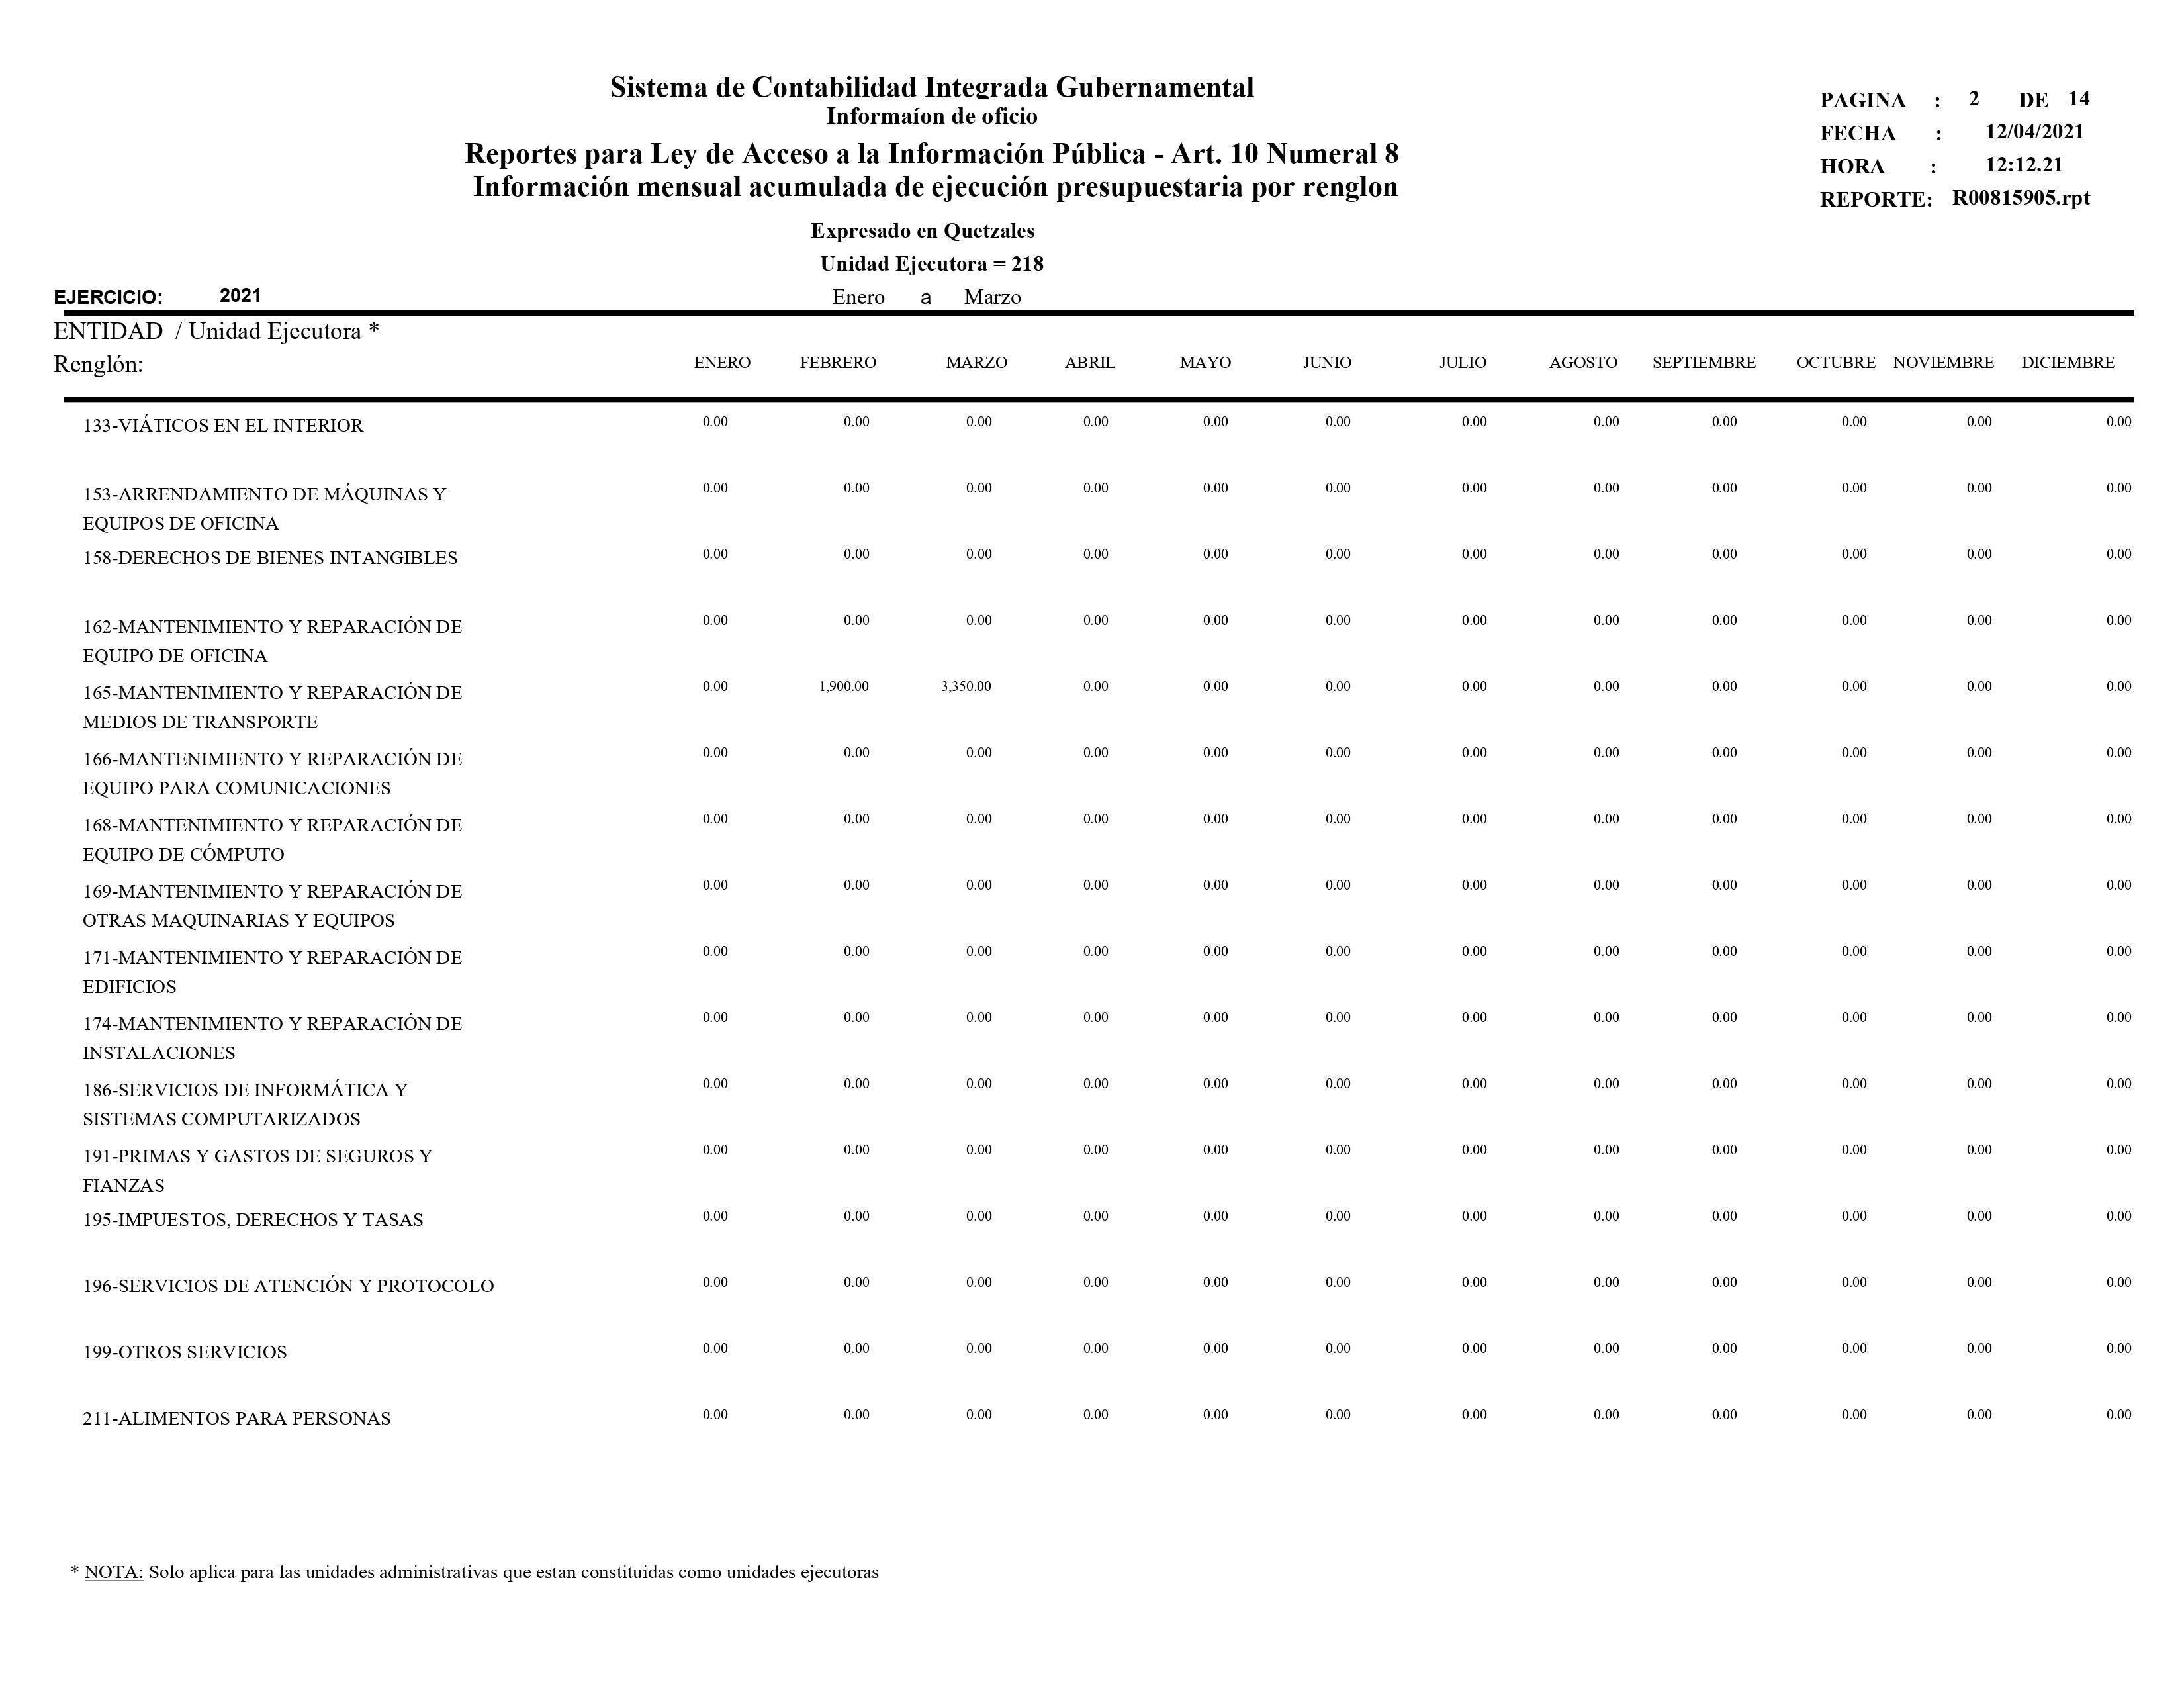 Sistema de Contabilidad Integrada Gubernamental
Informaíon de oficio
Reportes para Ley de Acceso a la Información Pública - Art. 10 Numeral 8
Información mensual acumulada de ejecución presupuestaria por renglon
PAGINA : 2 DE 14
FECHA : 12/04/2021
HORA : 12:12.21
REPORTE: R00815905.rpt
Expresado en Quetzales
Unidad Ejecutora = 218
EJERCICIO: 2021 Enero a Marzo
ENTIDAD / Unidad Ejecutora *
Renglón: ENERO FEBRERO MARZO ABRIL MAYO JUNIO JULIO AGOSTO SEPTIEMBRE OCTUBRE NOVIEMBRE DICIEMBRE
133-VIÁTICOS EN EL INTERIOR 0.00 0.00 0.00 0.00 0.00 0.00 0.00 0.00 0.00 0.00 0.00 0.00
153-ARRENDAMIENTO DE MÁQUINAS Y 0.00 0.00 0.00 0.00 0.00 0.00 0.00 0.00 0.00 0.00 0.00 0.00
EQUIPOS DE OFICINA
158-DERECHOS DE BIENES INTANGIBLES 0.00 0.00 0.00 0.00 0.00 0.00 0.00 0.00 0.00 0.00 0.00 0.00
162-MANTENIMIENTO Y REPARACIÓN DE 0.00 0.00 0.00 0.00 0.00 0.00 0.00 0.00 0.00 0.00 0.00 0.00
EQUIPO DE OFICINA
165-MANTENIMIENTO Y REPARACIÓN DE 0.00 1,900.00 3,350.00 0.00 0.00 0.00 0.00 0.00 0.00 0.00 0.00 0.00
MEDIOS DE TRANSPORTE
166-MANTENIMIENTO Y REPARACIÓN DE 0.00 0.00 0.00 0.00 0.00 0.00 0.00 0.00 0.00 0.00 0.00 0.00
EQUIPO PARA COMUNICACIONES
168-MANTENIMIENTO Y REPARACIÓN DE 0.00 0.00 0.00 0.00 0.00 0.00 0.00 0.00 0.00 0.00 0.00 0.00
EQUIPO DE CÓMPUTO
169-MANTENIMIENTO Y REPARACIÓN DE 0.00 0.00 0.00 0.00 0.00 0.00 0.00 0.00 0.00 0.00 0.00 0.00
OTRAS MAQUINARIAS Y EQUIPOS
171-MANTENIMIENTO Y REPARACIÓN DE 0.00 0.00 0.00 0.00 0.00 0.00 0.00 0.00 0.00 0.00 0.00 0.00
EDIFICIOS
174-MANTENIMIENTO Y REPARACIÓN DE 0.00 0.00 0.00 0.00 0.00 0.00 0.00 0.00 0.00 0.00 0.00 0.00
INSTALACIONES
186-SERVICIOS DE INFORMÁTICA Y 0.00 0.00 0.00 0.00 0.00 0.00 0.00 0.00 0.00 0.00 0.00 0.00
SISTEMAS COMPUTARIZADOS
191-PRIMAS Y GASTOS DE SEGUROS Y 0.00 0.00 0.00 0.00 0.00 0.00 0.00 0.00 0.00 0.00 0.00 0.00
FIANZAS
195-IMPUESTOS, DERECHOS Y TASAS 0.00 0.00 0.00 0.00 0.00 0.00 0.00 0.00 0.00 0.00 0.00 0.00
196-SERVICIOS DE ATENCIÓN Y PROTOCOLO 0.00 0.00 0.00 0.00 0.00 0.00 0.00 0.00 0.00 0.00 0.00 0.00
199-OTROS SERVICIOS 0.00 0.00 0.00 0.00 0.00 0.00 0.00 0.00 0.00 0.00 0.00 0.00
211-ALIMENTOS PARA PERSONAS 0.00 0.00 0.00 0.00 0.00 0.00 0.00 0.00 0.00 0.00 0.00 0.00
* NOTA: Solo aplica para las unidades administrativas que estan constituidas como unidades ejecutoras